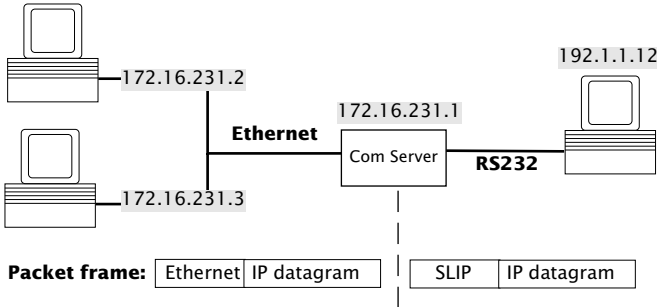 192.1.1.12
172.16.231.2
172.16.231.1
Ethernet
Com Server
RS232
172.16.231.3
Packet frame: Ethernet IP datagram SLIP IP datagram